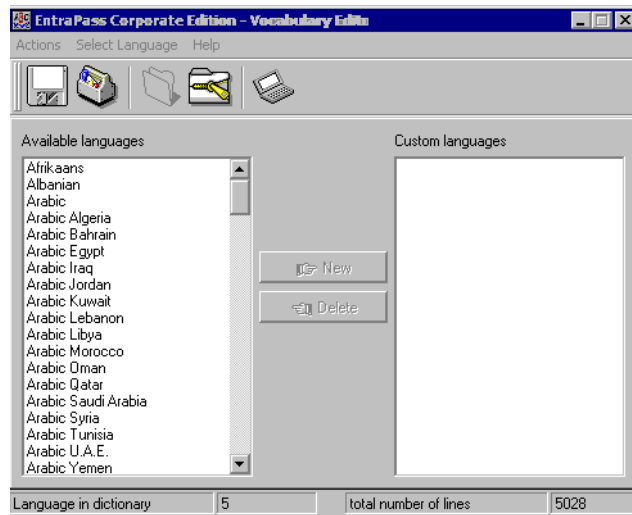 EntraPass Corporate Edition - Vocabulary Edito
Actions Select Language Help
Available languages
Custom languages
Afrikaans
Albanian
Arabic
Arabic Algeria
Arabic Bahrain
Arabic Egypt
Arabic Iraq
Arabic Jordan
Arabic Kuwait
Arabic Lebanon
Arabic Libya
Arabic Morocco
Arabic Oman
Arabic Qatar
Arabic Saudi Arabia
Arabic Syria
Arabic Tunisia
Arabic U.A.E.
Arabic Yemen
New
Delete
Language in dictionary 5 total number of lines 5028